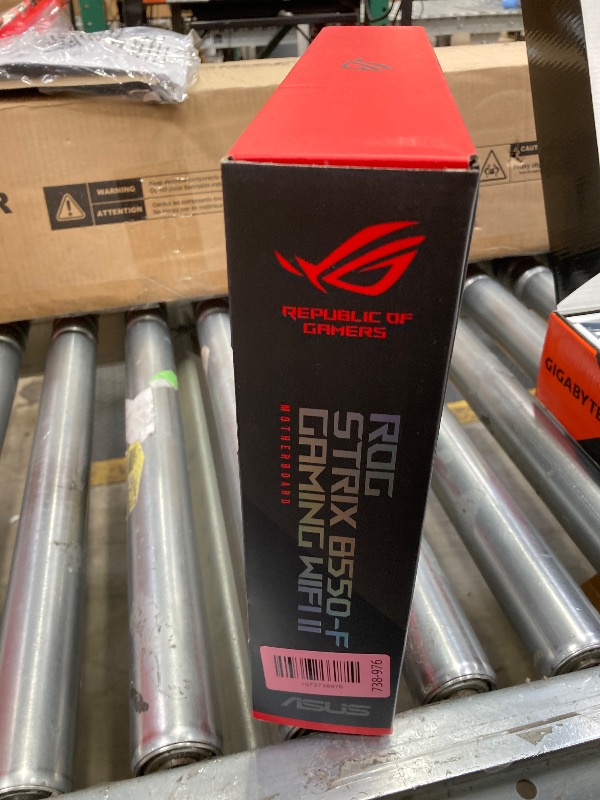 WARNING
ATTENTION
REPUBLIC OF
GAMERS
ROG
STRIX B550-F
GAMING WIFI II
MOTHERBOARD
738-976
ASUS
GIGABYTE